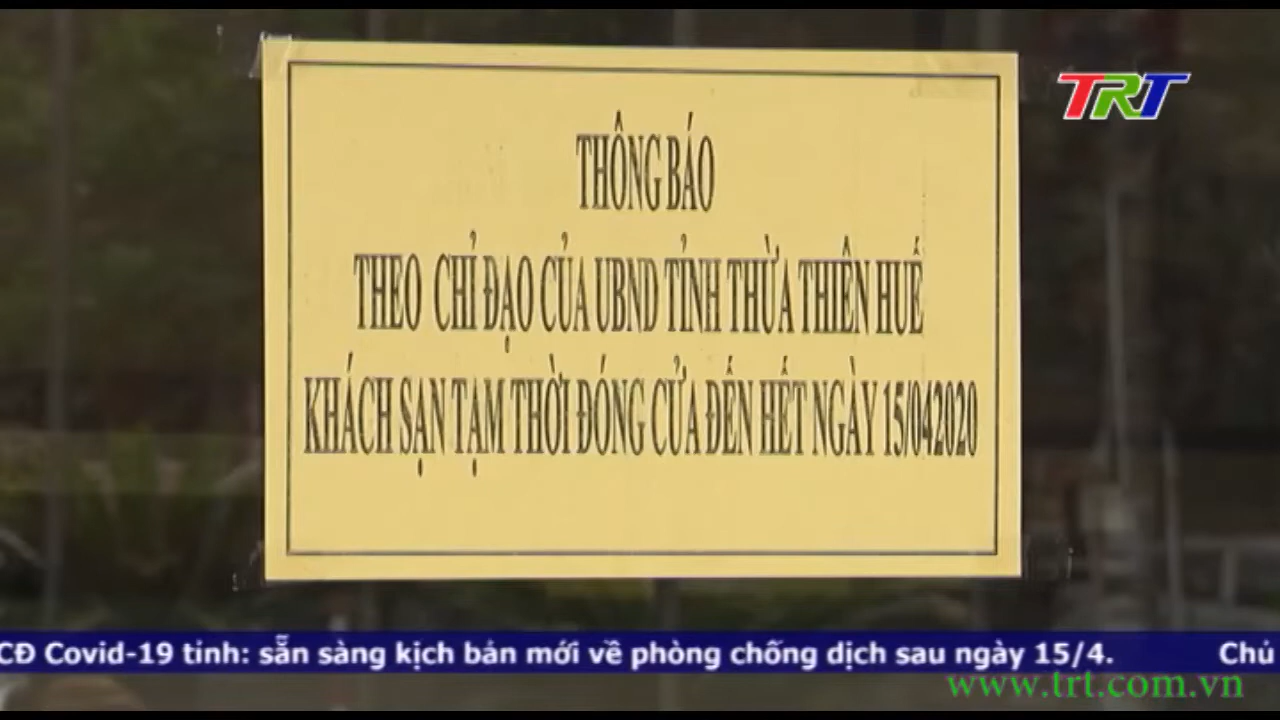 TRT
THÔNG BÁO
THEO CHỈ ĐẠO CỦA UBND TỈNH THỪA THIÊN HUẾ
KHÁCH SẠN TẠM THỜI ĐÓNG CỬA ĐẾN HẾT NGÀY 15/042020
CĐ Covid-19 tỉnh: sẵn sàng kịch bản mới về phòng chống dịch sau ngày 15/4. Chủ
www.trt.com.vn